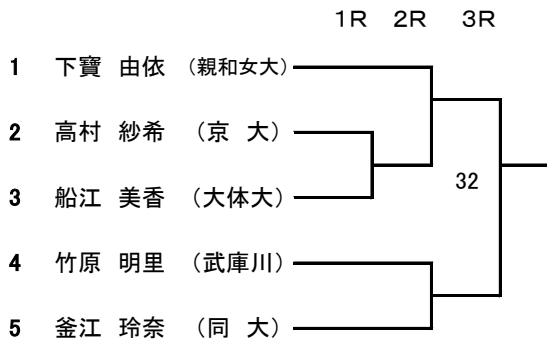 1R 2R 3R
1 下寶 由依 (親和女大)
2 高村 紗希 (京 大)
3 船江 美香 (大体大)
32
4 竹原 明里 (武庫川)
5 釜江 玲奈 (同 大)